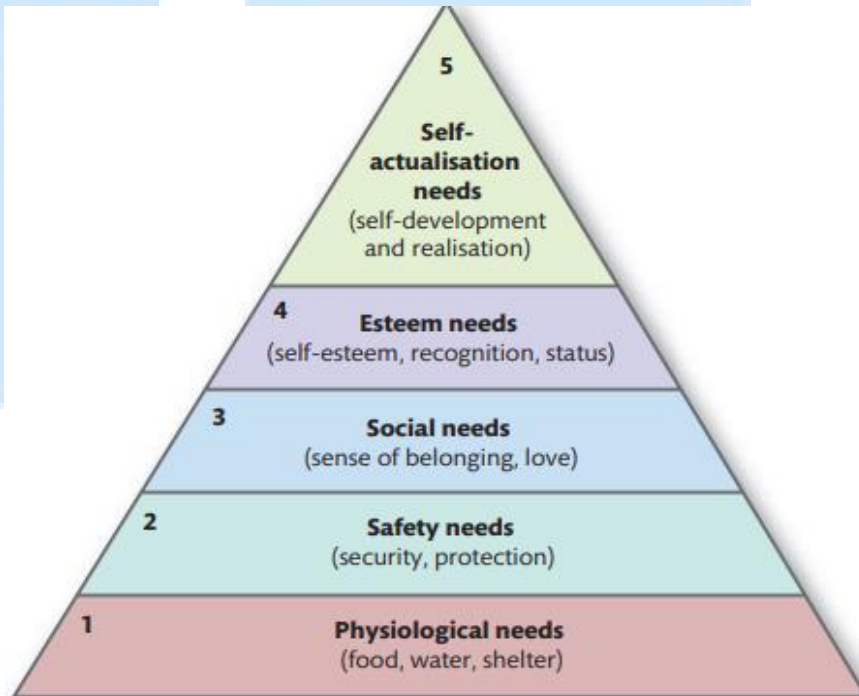 5
Self-
actualisation
needs
(self-development
and realisation)
4
Esteem needs
(self-esteem, recognition, status)
3
Social needs
(sense of belonging, love)
2
Safety needs
(security, protection)
1
Physiological needs
(food, water, shelter)